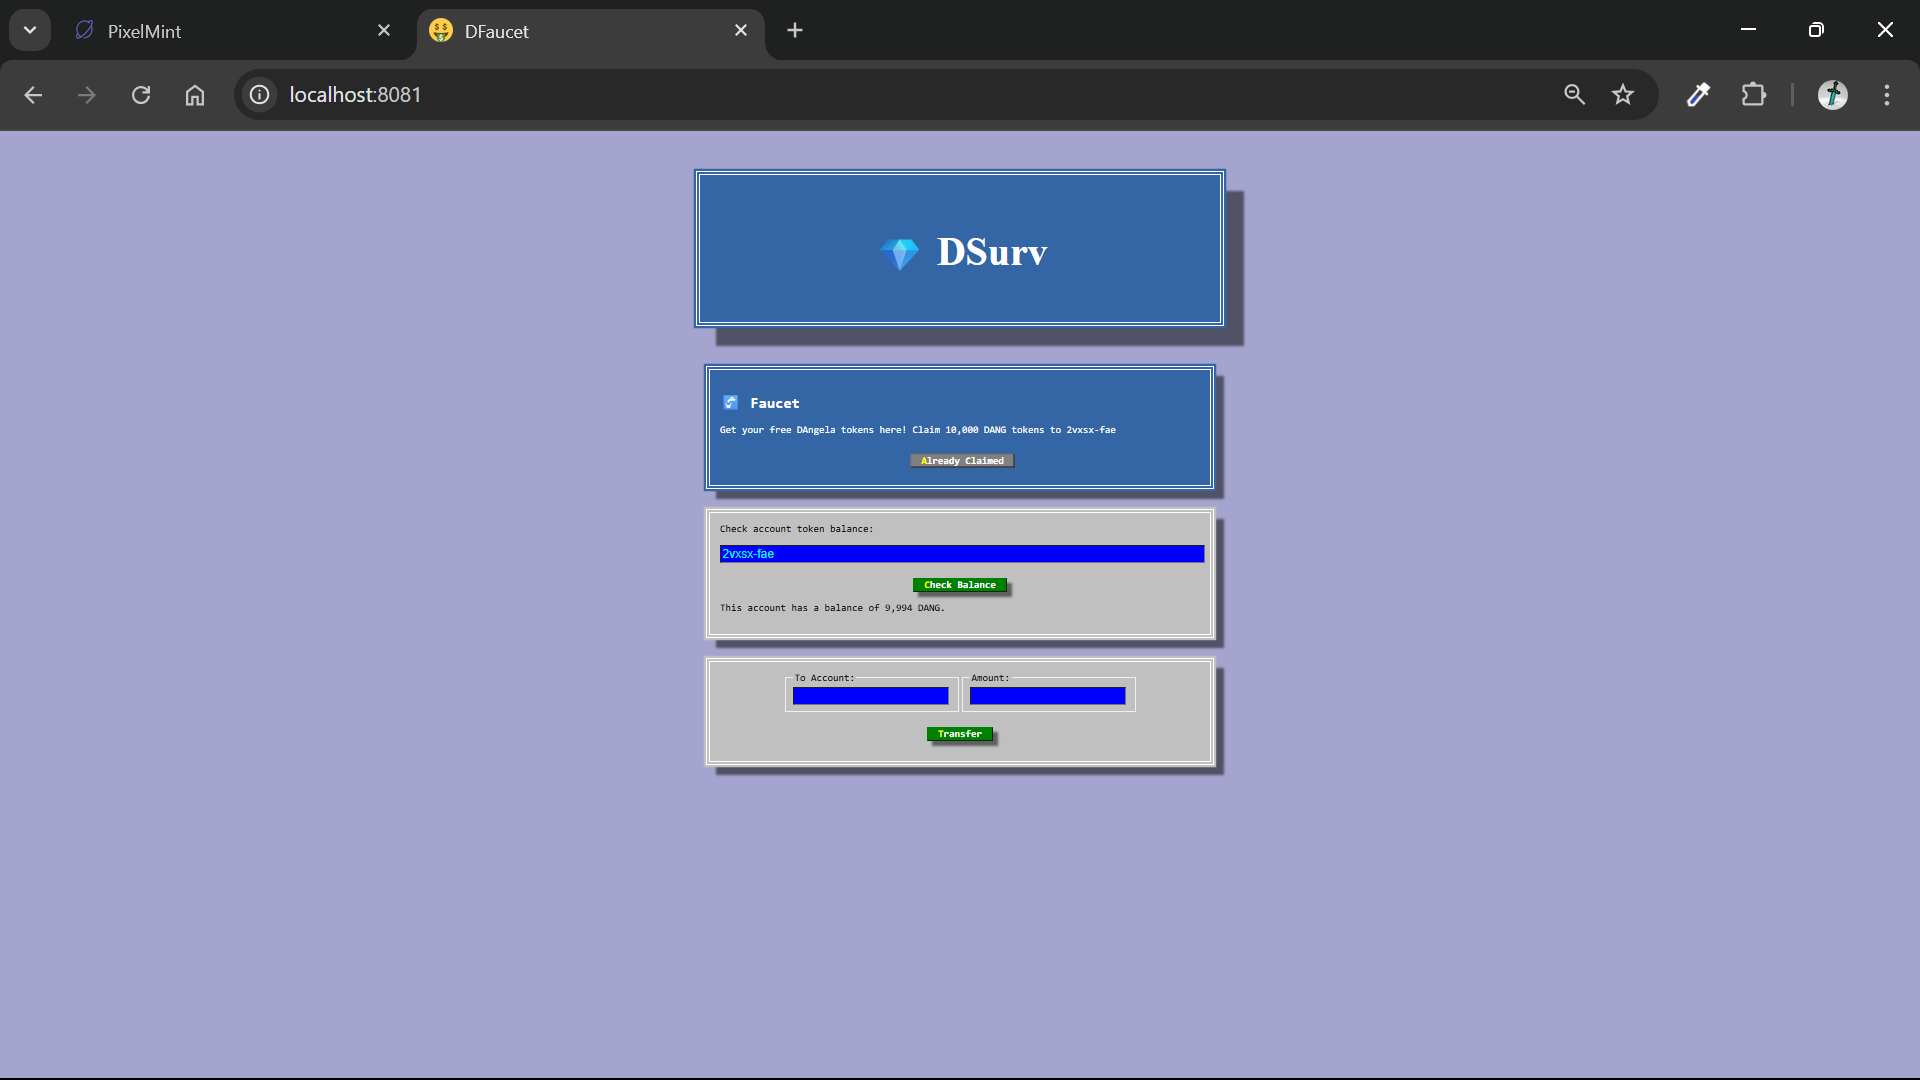 PixelMint
DFaucet
localhost:8081
DSurv
Faucet
Get your free DAngela tokens here! Claim 10,000 DANG tokens to 2vxsx-fae
Already Claimed
Check account token balance:
2vxsx-fae
Check Balance
This account has a balance of 9,994 DANG.
To Account:
Amount:
Transfer